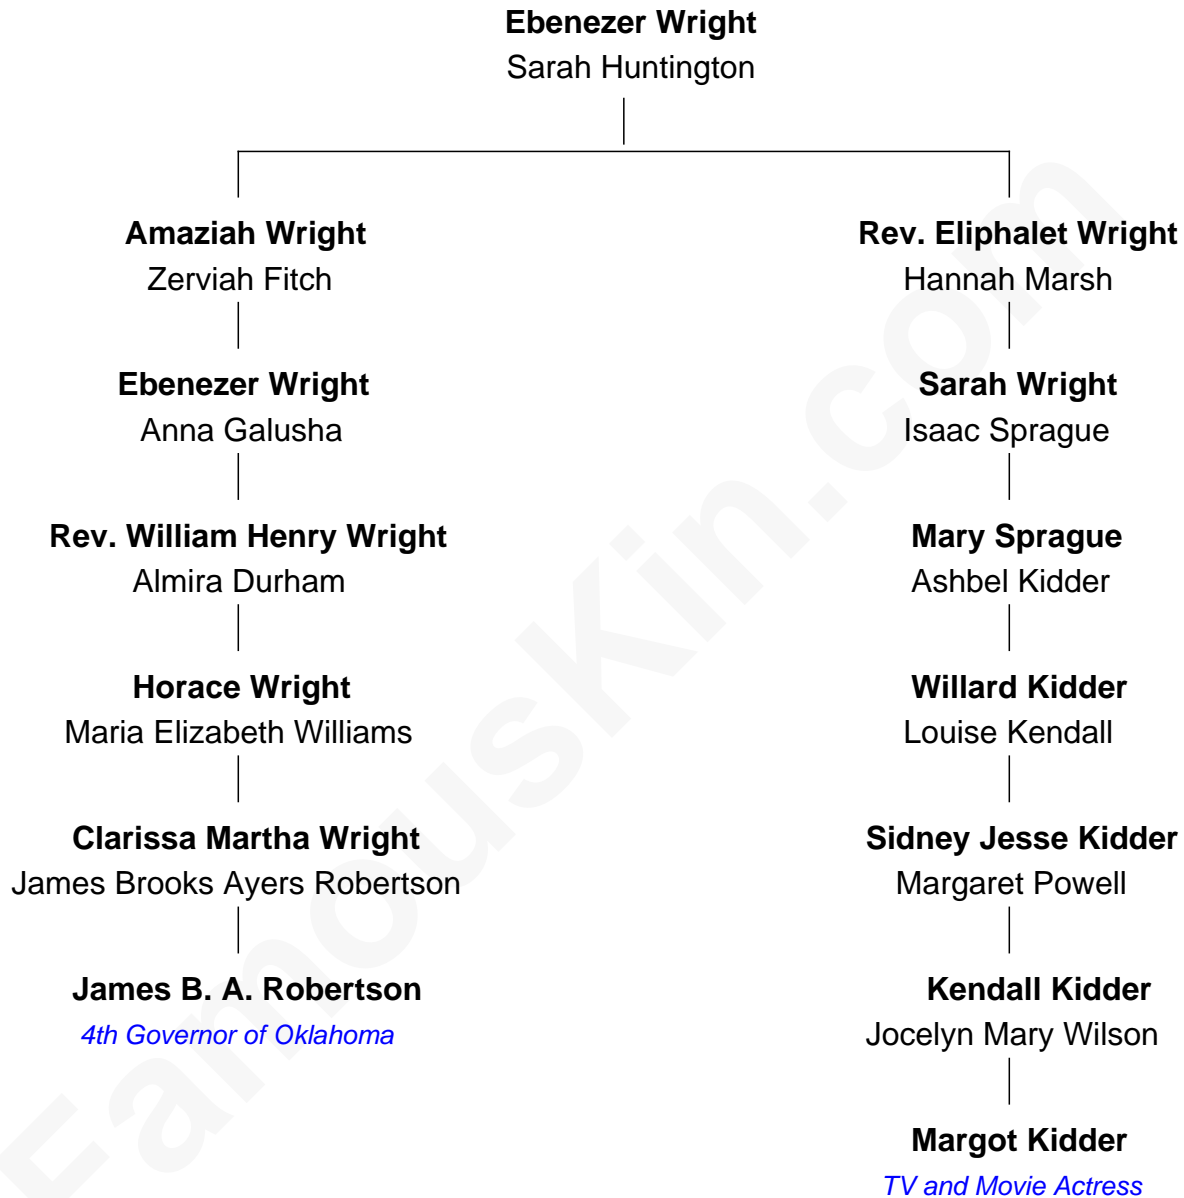 Ebenezer Wright
Sarah Huntington
Amaziah Wright
Zerviah Fitch
Rev. Eliphalet Wright
Hannah Marsh
Ebenezer Wright
Anna Galusha
Sarah Wright
Isaac Sprague
Rev. William Henry Wright
Almira Durham
Mary Sprague
Ashbel Kidder
Horace Wright
Maria Elizabeth Williams
Willard Kidder
Louise Kendall
Clarissa Martha Wright
James Brooks Ayers Robertson
Sidney Jesse Kidder
Margaret Powell
James B. A. Robertson
4th Governor of Oklahoma
Kendall Kidder
Jocelyn Mary Wilson
Margot Kidder
TV and Movie Actress
FamousKin.com